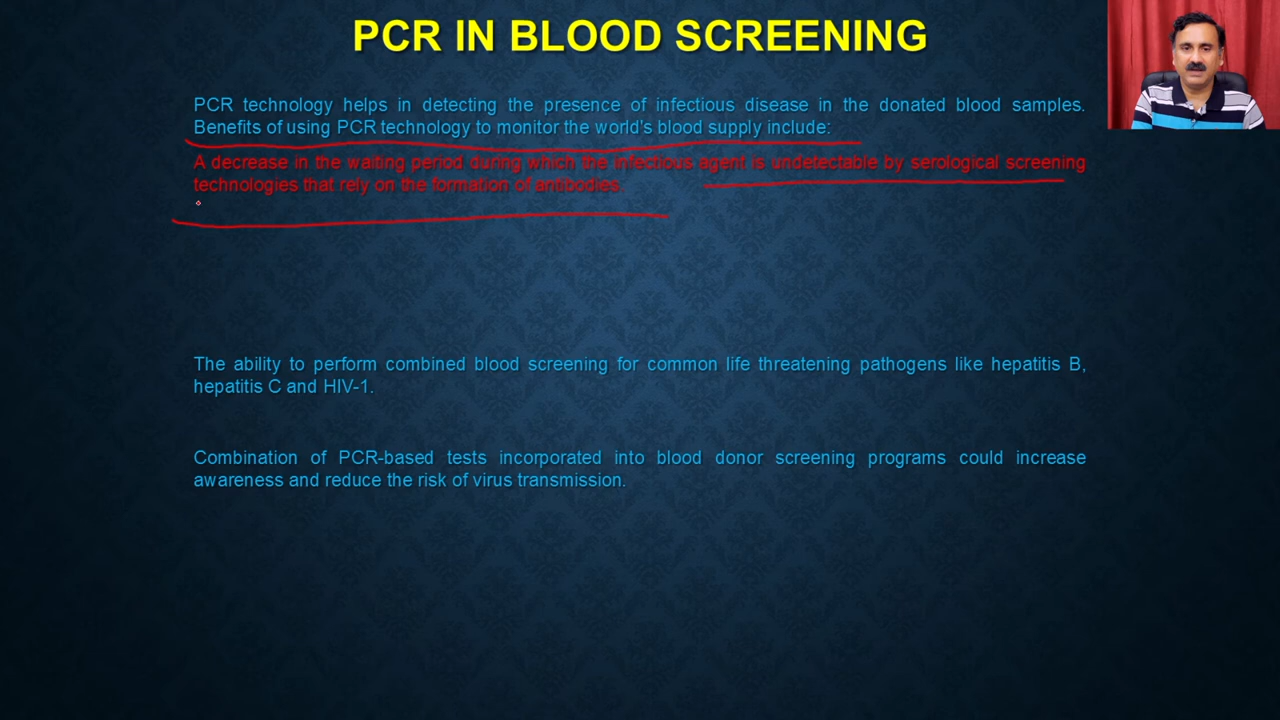 PCR IN BLOOD SCREENING
PCR technology helps in detecting the presence of infectious disease in the donated blood samples.
Benefits of using PCR technology to monitor the world's blood supply include:
A decrease in the waiting period during which the infectious agent is undetectable by serological screening
technologies that rely on the formation of antibodies.
The ability to perform combined blood screening for common life threatening pathogens like hepatitis B,
hepatitis C and HIV-1.
Combination of PCR-based tests incorporated into blood donor screening programs could increase
awareness and reduce the risk of virus transmission.